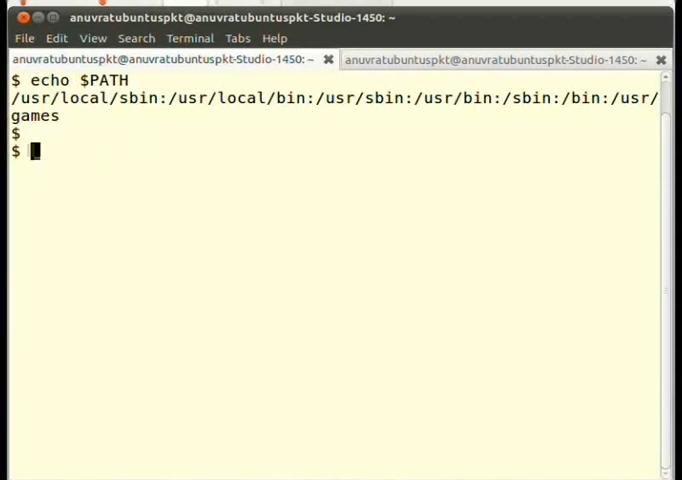 anuvratubuntuspkt@anuvratubuntuspkt-Studio-1450: ~
File Edit View Search Terminal Tabs Help
anuvratubuntuspkt@anuvratubuntuspkt-Studio-1450: ~ anuvratubuntuspkt@anuvratubuntuspkt-Studio-1450: ~
$ echo $PATH
/usr/local/sbin:/usr/local/bin:/usr/sbin:/usr/bin:/sbin:/bin:/usr/
games
$
$